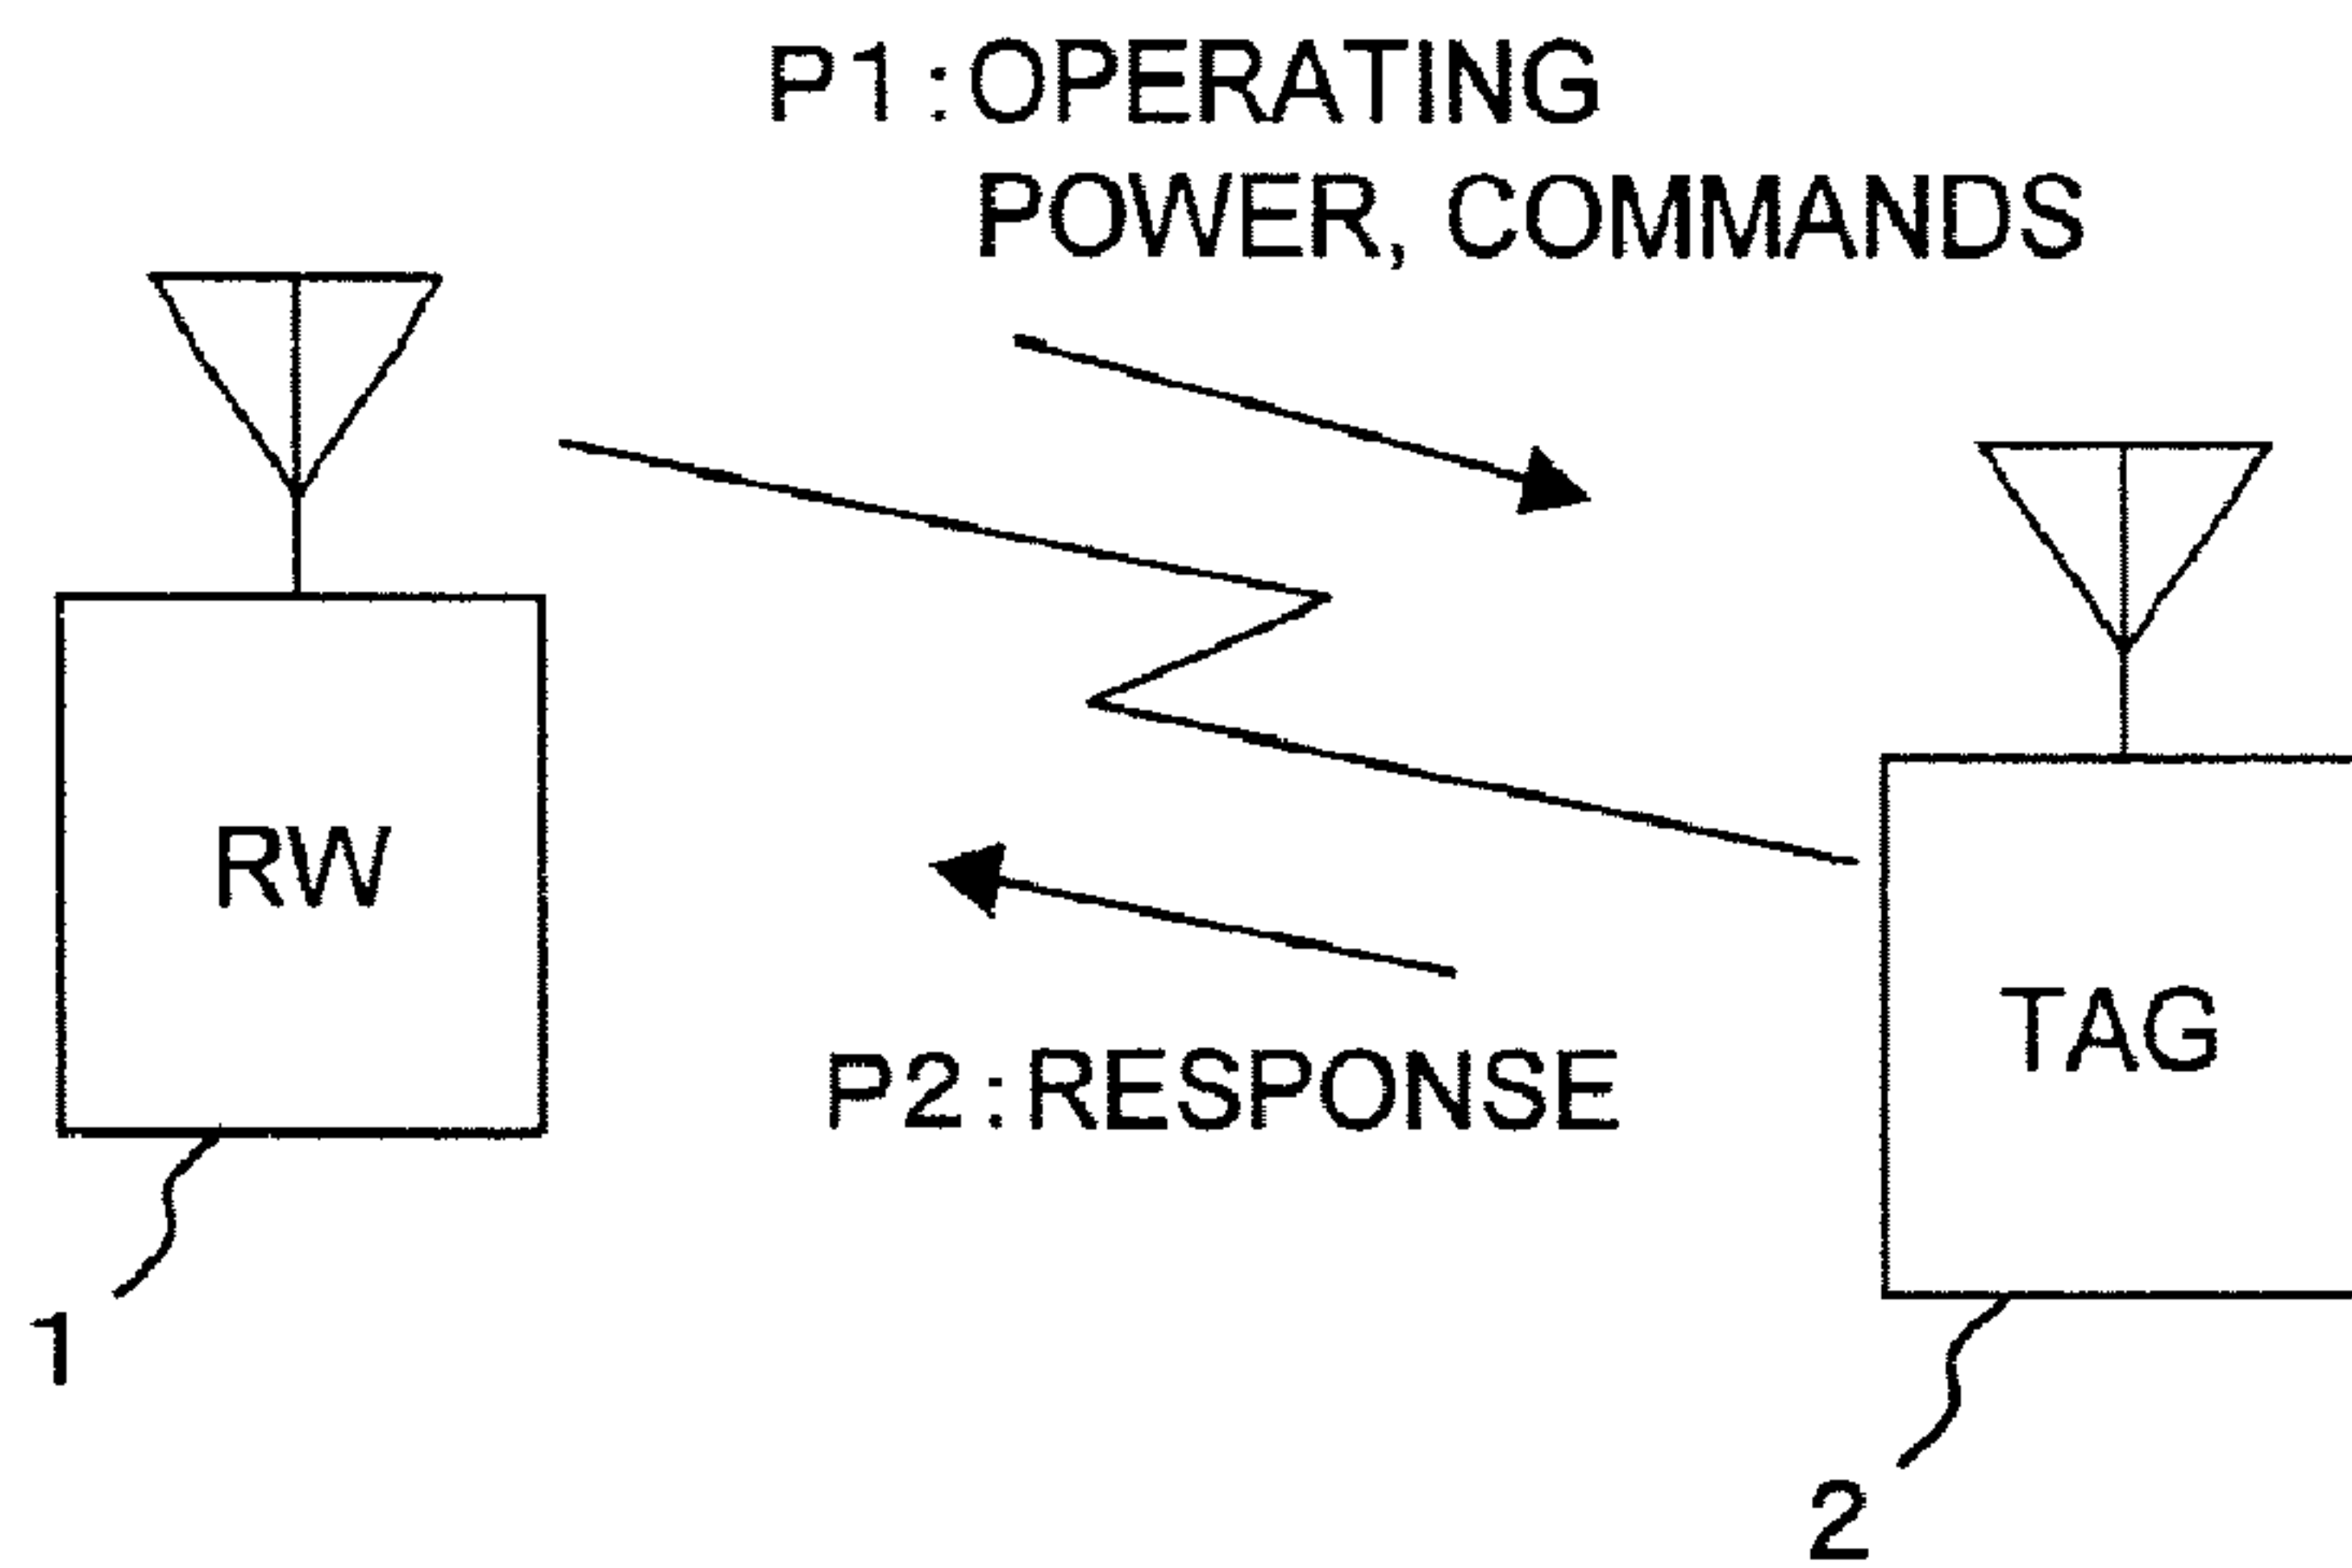 P1:OPERATING
POWER, COMMANDS
RW
P2:RESPONSE
TAG
1
2